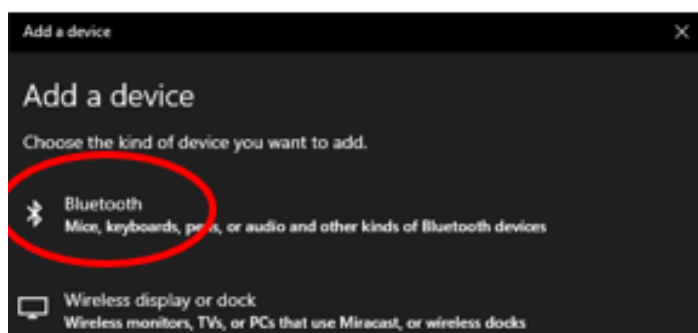 Add a device
Add a device
Choose the kind of device you want to add.
Bluetooth
Mice, keyboards, pens, or audio and other kinds of Bluetooth devices
Wireless display or dock
Wireless monitors, TVs, or PCs that use Miracast, or wireless docks